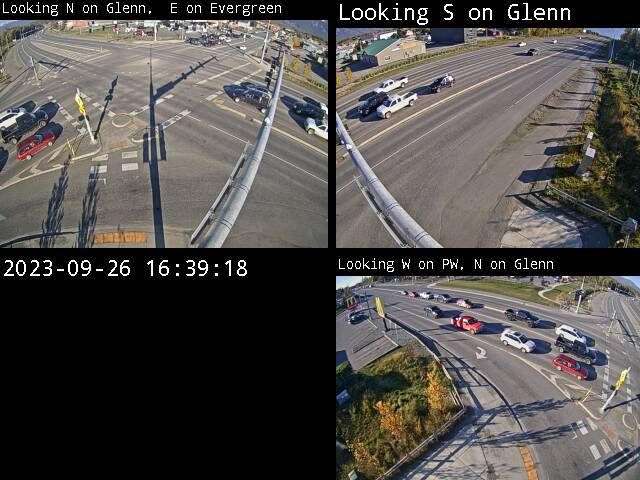 Looking N on Glenn,  E on Evergreen
Looking S on Glenn
2023-09-26 16:39:18
Looking W on PW, N on Glenn